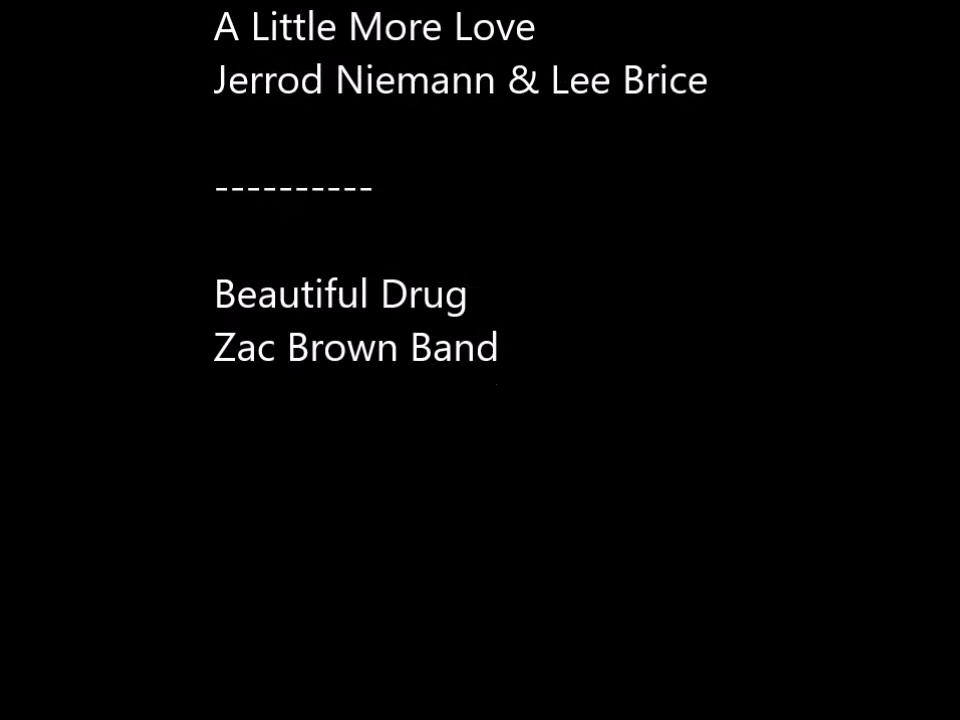 A Little More Love
Jerrod Niemann & Lee Brice
----------
Beautiful Drug
Zac Brown Band